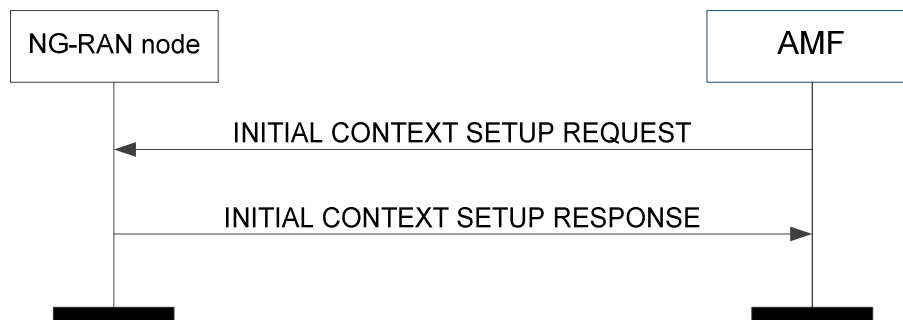 NG-RAN node
AMF
INITIAL CONTEXT SETUP REQUEST
INITIAL CONTEXT SETUP RESPONSE